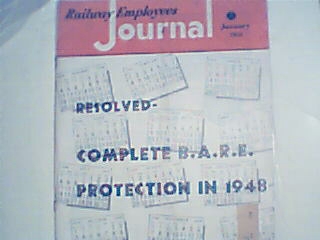 Railway Employees
Journal
January
RESOLVED-
COMPLETE B.A.R.E.
PROTECTION IN 1948